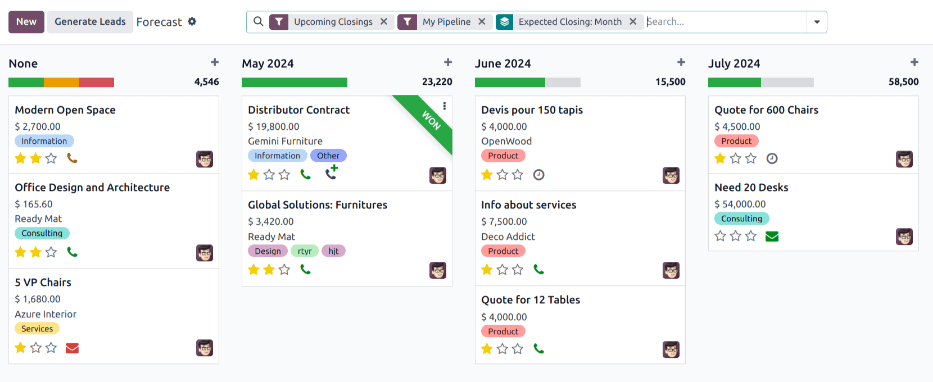 New Generate Leads Forecast Upcoming Closings × My Pipeline × Expected Closing: Month × Search...
None
4,546
Modern Open Space
$ 2,700.00
Information
Office Design and Architecture
$ 165.60
Ready Mat
Consulting
5 VP Chairs
$ 1,680.00
Azure Interior
Services
May 2024
23,220
Distributor Contract
WON
$ 19,800.00
Gemini Furniture
Information Other
Global Solutions: Furnitures
$ 3,420.00
Ready Mat
Design rtyr hjt
June 2024
15,500
Devis pour 150 tapis
$ 4,000.00
OpenWood
Product
Info about services
$ 7,500.00
Deco Addict
Product
Quote for 12 Tables
$ 4,000.00
Product
July 2024
58,500
Quote for 600 Chairs
$ 4,500.00
Product
Need 20 Desks
$ 54,000.00
Consulting